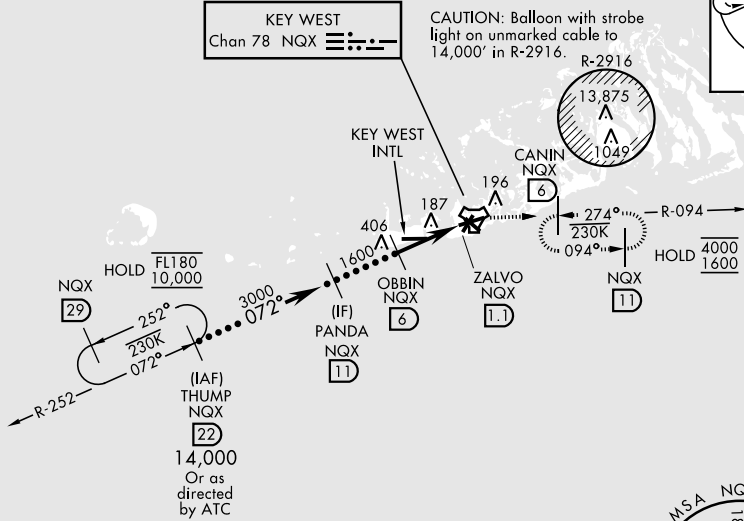 KEY WEST
Chan 78 NQX
CAUTION: Balloon with strobe
light on unmarked cable to
14,000' in R-2916.
R-2916
13,875
1049
KEY WEST
INTL
CANIN
NQX
6
196
187
406
274°
230K
094°
R-094
HOLD 4000
1600
NQX
11
ZALVO
NQX
1.1
OBBIN
NQX
6
1600
(IF)
PANDA
NQX
11
3000
072°
HOLD FL180
10,000
NQX
29
252°
230K
072°
R-252
(IAF)
THUMP
NQX
22
14,000
Or as
directed
by ATC
MSA NQ